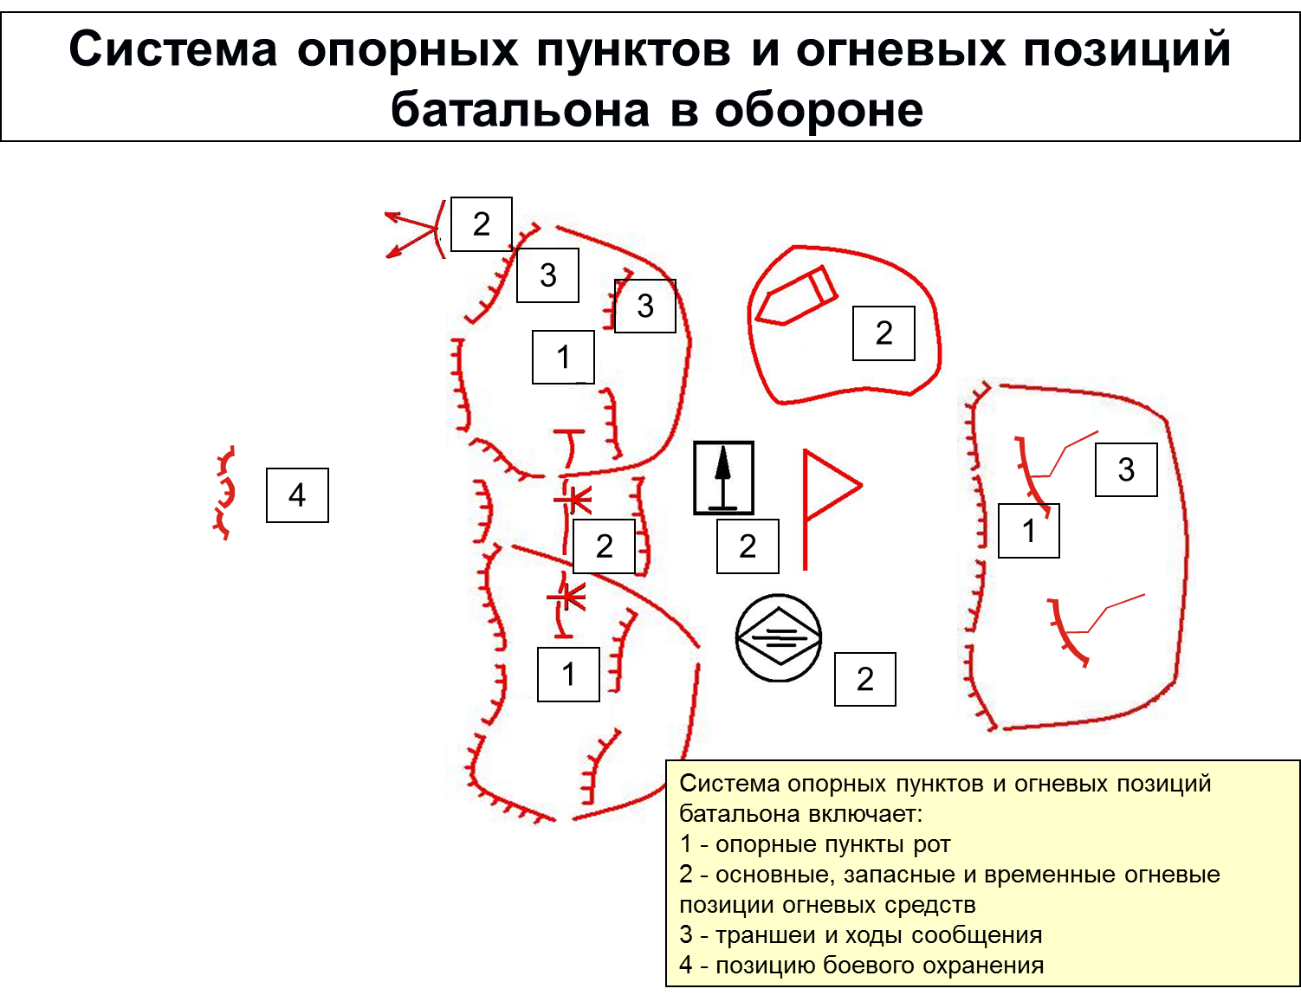 Система опорных пунктов и огневых позиций
батальона в обороне
2
3
3
1
2
4
3
1
2
2
1
2
Система опорных пунктов и огневых позиций
батальона включает:
1 - опорные пункты рот
2 - основные, запасные и временные огневые
позиции огневых средств
3 - траншеи и ходы сообщения
4 - позицию боевого охранения